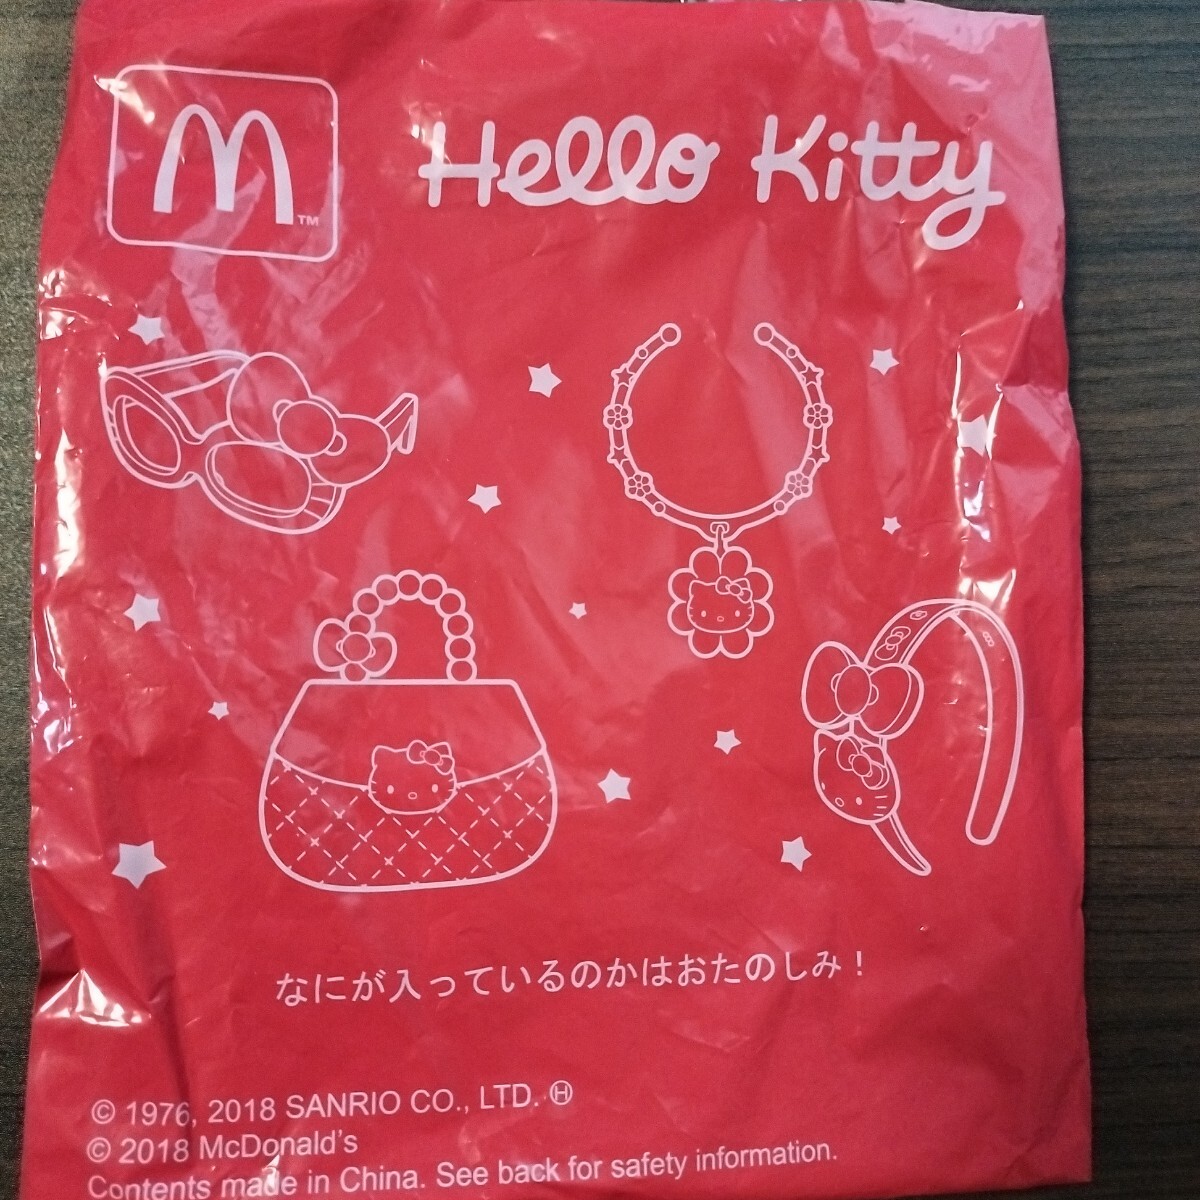 M™
Hello Kitty
なにが入っているのかはおたのしみ！
© 1976, 2018 SANRIO CO., LTD. Ⓗ
© 2018 McDonald's
Contents made in China. See back for safety information.